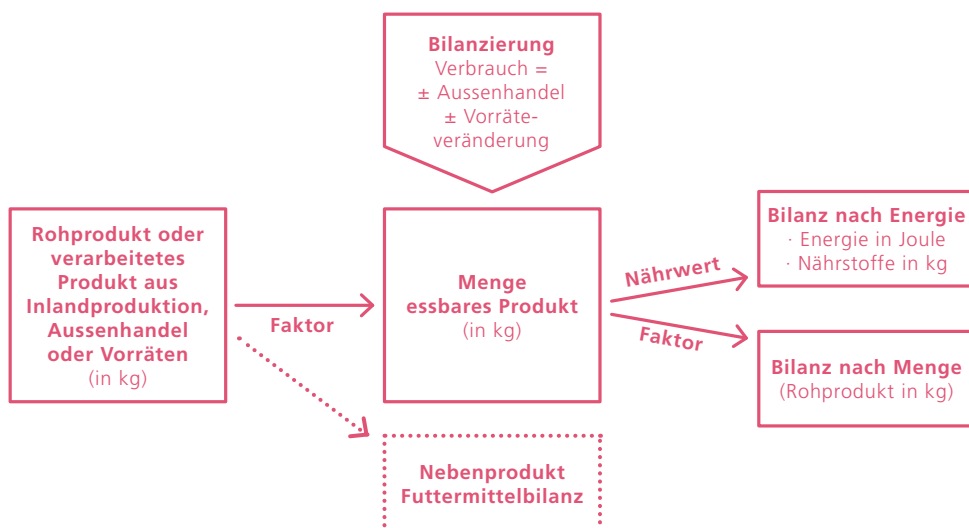 Bilanzierung
Verbrauch =
± Aussenhandel
± Vorräte-
veränderung
Rohprodukt oder
verarbeitetes
Produkt aus
Inlandproduktion,
Aussenhandel
oder Vorräten
(in kg)
Faktor
Menge
essbares Produkt
(in kg)
Nährwert
Faktor
Bilanz nach Energie
· Energie in Joule
· Nährstoffe in kg
Bilanz nach Menge
(Rohprodukt in kg)
Nebenprodukt
Futtermittelbilanz